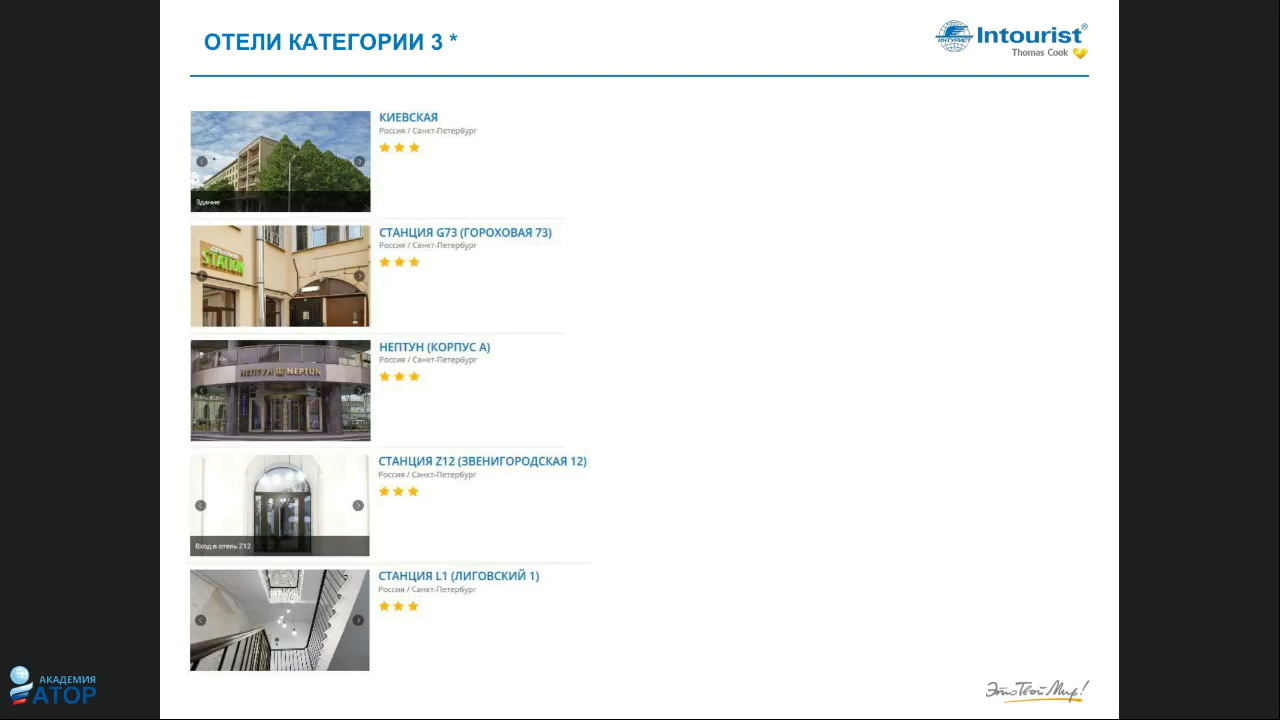 ОТЕЛИ КАТЕГОРИИ 3 *
ИНТУРИСТ
Intourist®
Thomas Cook
КИЕВСКАЯ
Россия / Санкт-Петербург
Здание
СТАНЦИЯ G73 (ГОРОХОВАЯ 73)
Россия / Санкт-Петербург
STATION
НЕПТУН (КОРПУС А)
Россия / Санкт-Петербург
НЕПТУН NEPTUN
СТАНЦИЯ Z12 (ЗВЕНИГОРОДСКАЯ 12)
Россия / Санкт-Петербург
Вход в отель Z12
СТАНЦИЯ L1 (ЛИГОВСКИЙ 1)
Россия / Санкт-Петербург
АКАДЕМИЯ
АТОР
Это Твой Мир!